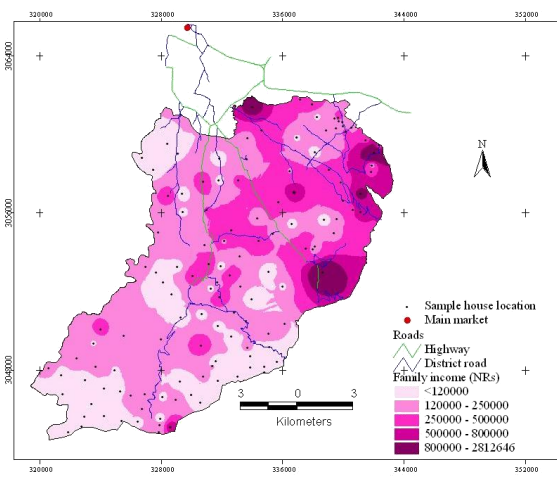 320000 328000 336000 344000 352000
3064000
3056000
3048000
N
Sample house location
Main market
Roads
Highway
District road
Family income (NRs)
<120000
120000 - 250000
250000 - 500000
500000 - 800000
800000 - 2812646
3 0 3
Kilometers
320000 328000 336000 344000 352000